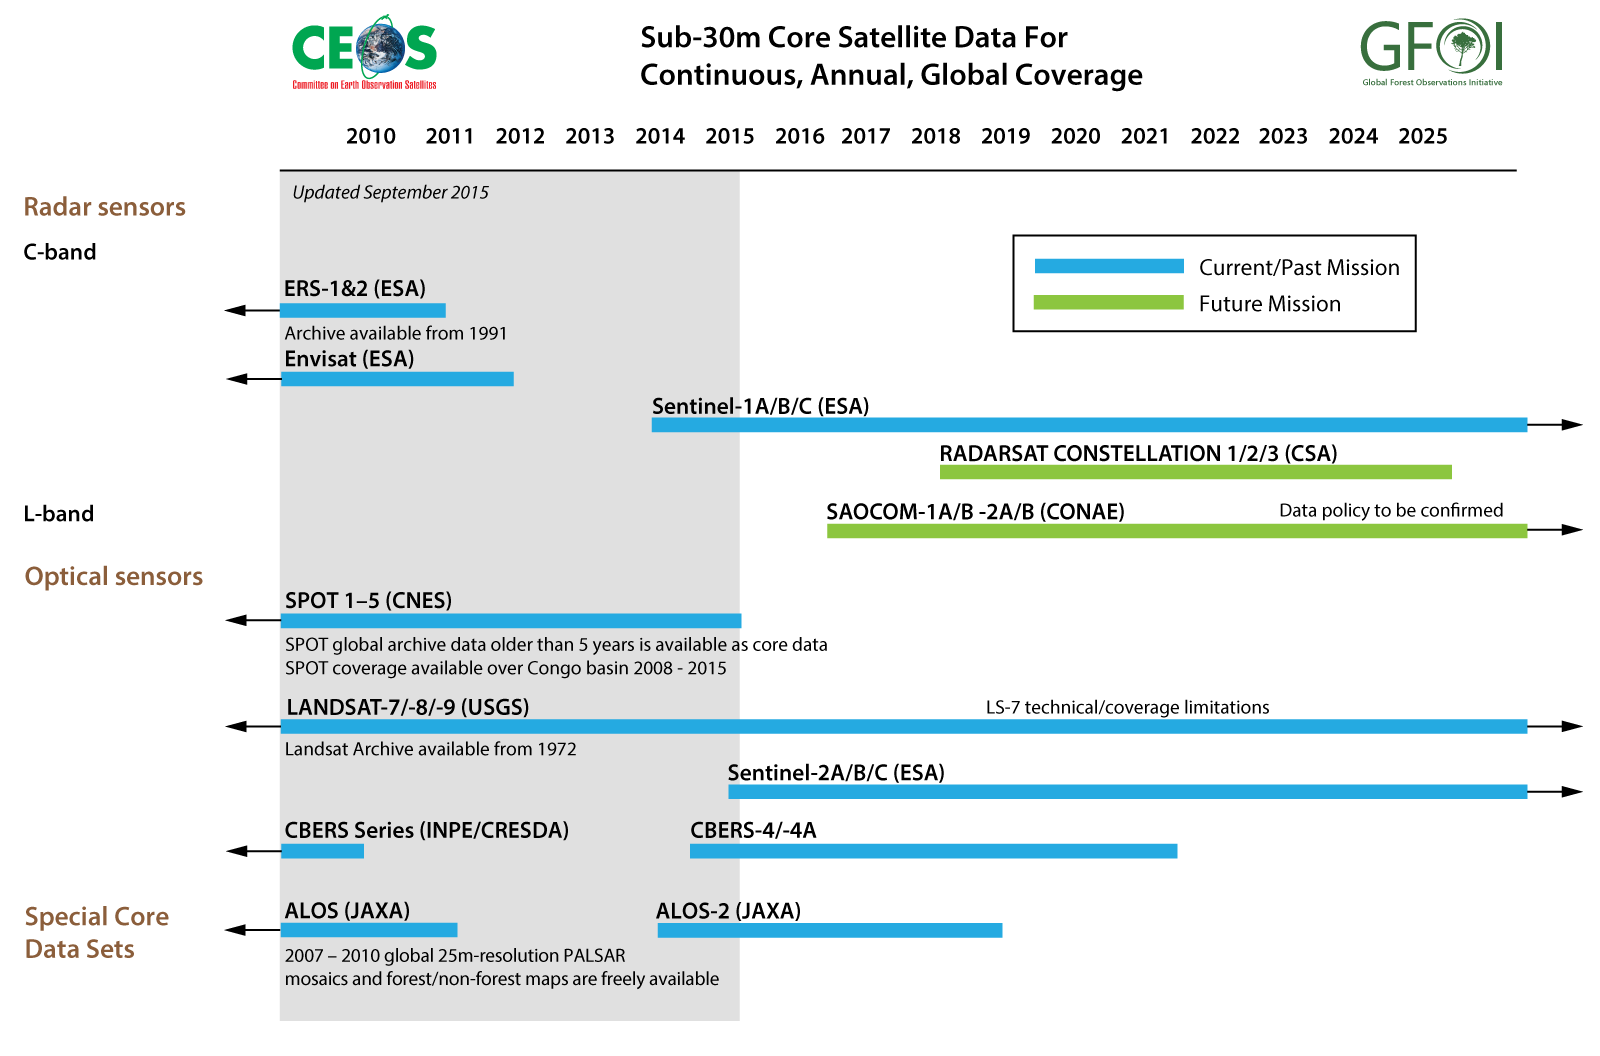 CEOS
Committee on Earth Observation Satellites
Sub-30m Core Satellite Data For
Continuous, Annual, Global Coverage
GFOI
Global Forest Observations Initiative
2010 2011 2012 2013 2014 2015 2016 2017 2018 2019 2020 2021 2022 2023 2024 2025
Updated September 2015
Radar sensors
C-band
Current/Past Mission
Future Mission
ERS-1&2 (ESA)
Archive available from 1991
Envisat (ESA)
Sentinel-1A/B/C (ESA)
RADARSAT CONSTELLATION 1/2/3 (CSA)
L-band
SAOCOM-1A/B -2A/B (CONAE)
Data policy to be confirmed
Optical sensors
SPOT 1–5 (CNES)
SPOT global archive data older than 5 years is available as core data
SPOT coverage available over Congo basin 2008 - 2015
LANDSAT-7/-8/-9 (USGS)
LS-7 technical/coverage limitations
Landsat Archive available from 1972
Sentinel-2A/B/C (ESA)
CBERS Series (INPE/CRESDA)
CBERS-4/-4A
Special Core
Data Sets
ALOS (JAXA)
ALOS-2 (JAXA)
2007 – 2010 global 25m-resolution PALSAR
mosaics and forest/non-forest maps are freely available